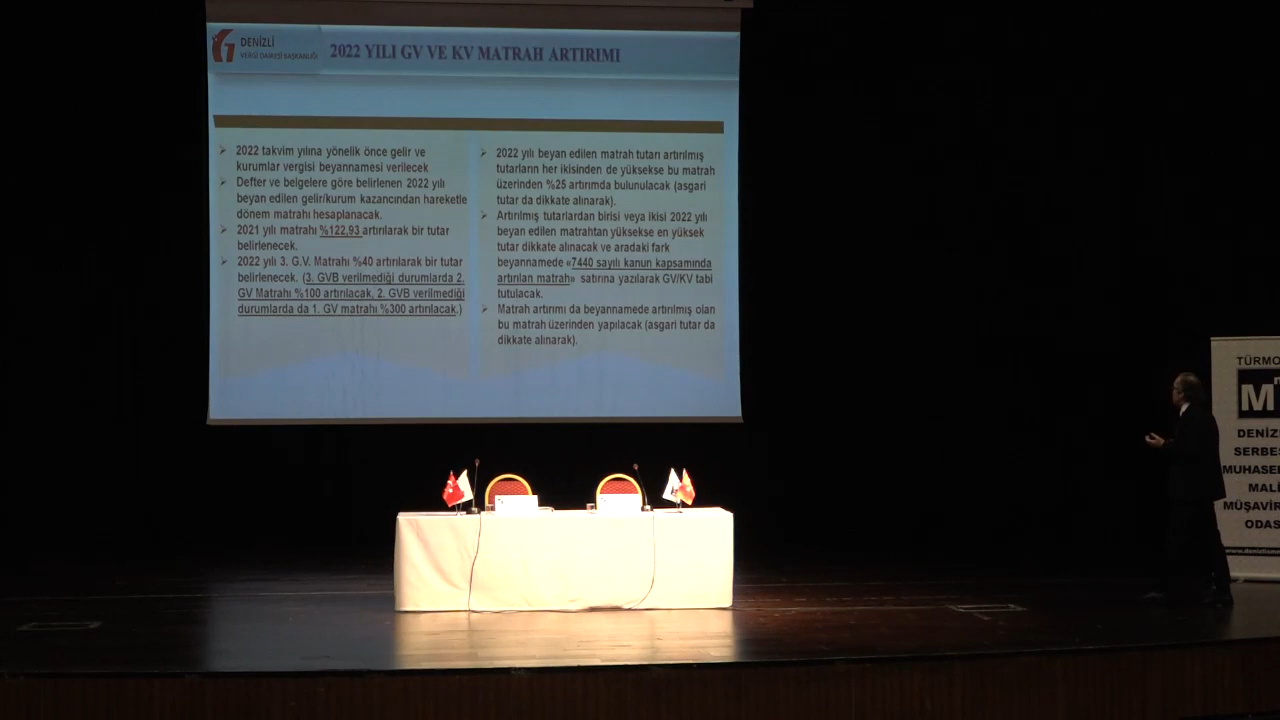 DENİZLİ
VERGİ DAİRESİ BAŞKANLIĞI
2022 YILI GV VE KV MATRAH ARTIRIMI
2022 takvim yılına yönelik önce gelir ve
kurumlar vergisi beyannamesi verilecek
Defter ve belgelere göre belirlenen 2022 yılı
beyan edilen gelir/kurum kazancından hareketle
dönem matrahı hesaplanacak.
2021 yılı matrahı %122,93 artırılarak bir tutar
belirlenecek.
2022 yılı 3. G.V. Matrahı %40 artırılarak bir tutar
belirlenecek. (3. GVB verilmediği durumlarda 2.
GV Matrahı %100 artırılacak, 2. GVB verilmediği
durumlarda da 1. GV matrahı %300 artırılacak.)
2022 yılı beyan edilen matrah tutarı artırılmış
tutarların her ikisinden de yüksekse bu matrah
üzerinden %25 artırımda bulunulacak (asgari
tutar da dikkate alınarak).
Artırılmış tutarlardan birisi veya ikisi 2022 yılı
beyan edilen matrahtan yüksekse en yüksek
tutar dikkate alınacak ve aradaki fark
beyannamede «7440 sayılı kanun kapsamında
artırılan matrah» satırına yazılarak GV/KV tabi
tutulacak.
Matrah artırımı da beyannamede artırılmış olan
bu matrah üzerinden yapılacak (asgari tutar da
dikkate alınarak).
TÜRMO
M
DENİZ
SERBES
MUHASE
MALİ
MÜŞAVİR
ODAS
www.denizlism